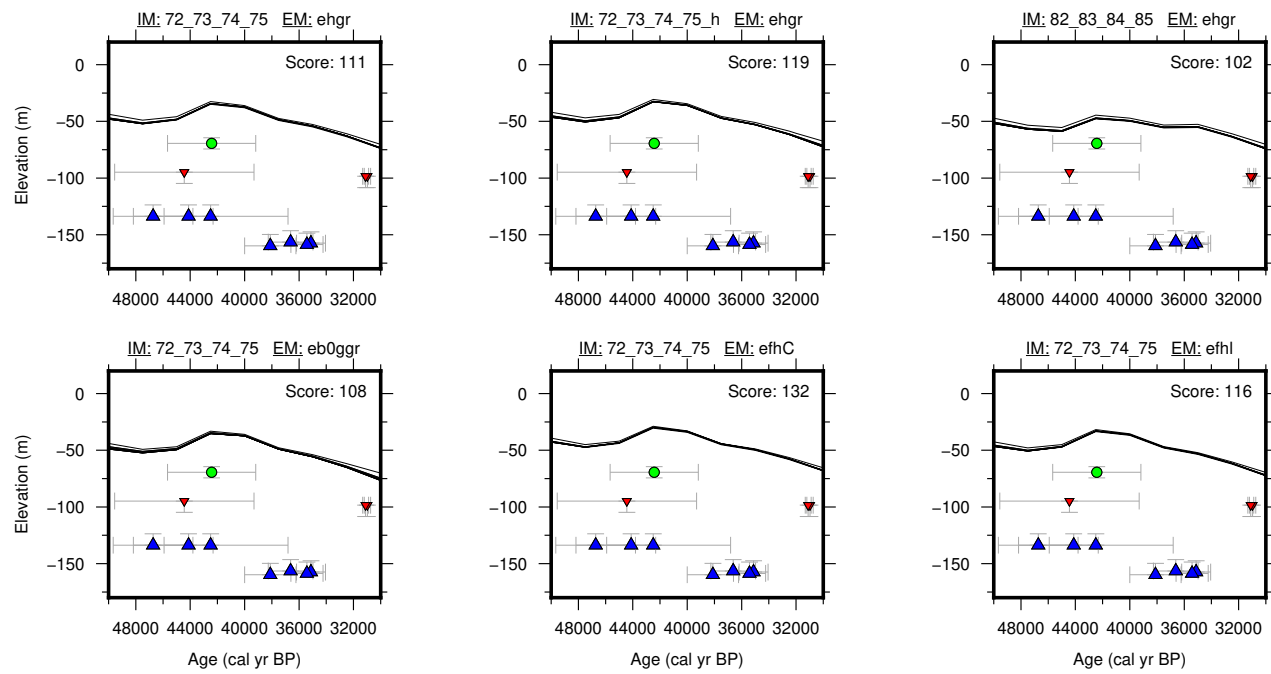 IM: 72_73_74_75 EM: ehgr
IM: 72_73_74_75_h EM: ehgr
IM: 82_83_84_85 EM: ehgr
Score: 111
Score: 119
Score: 102
Elevation (m)
0
−50
−100
−150
0
−50
−100
−150
0
−50
−100
−150
48000 44000 40000 36000 32000
48000 44000 40000 36000 32000
48000 44000 40000 36000 32000
IM: 72_73_74_75 EM: eb0ggr
IM: 72_73_74_75 EM: efhC
IM: 72_73_74_75 EM: efhl
Score: 108
Score: 132
Score: 116
Elevation (m)
0
−50
−100
−150
0
−50
−100
−150
0
−50
−100
−150
48000 44000 40000 36000 32000
48000 44000 40000 36000 32000
48000 44000 40000 36000 32000
Age (cal yr BP)
Age (cal yr BP)
Age (cal yr BP)